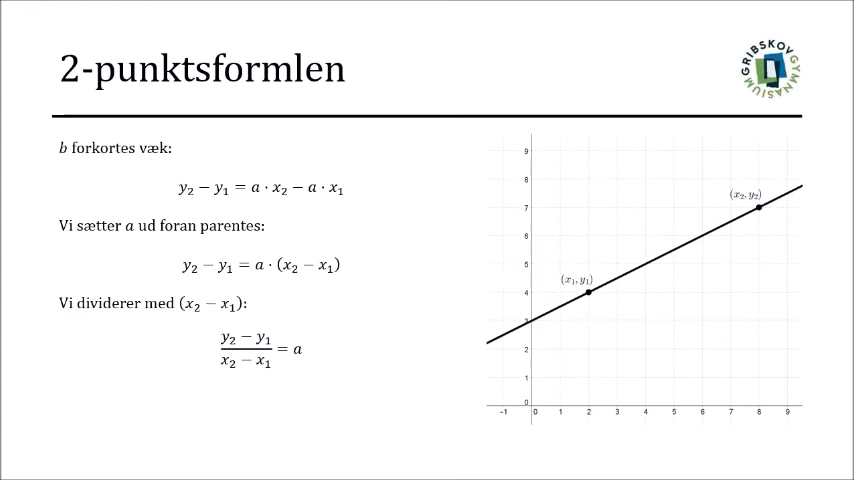 2-punktsformlen
GRIBSKOV GYMNASIUM
b forkortes væk:
y₂ − y₁ = a · x₂ − a · x₁
Vi sætter a ud foran parentes:
y₂ − y₁ = a · (x₂ − x₁)
Vi dividerer med (x₂ − x₁):
y₂ − y₁
x₂ − x₁ = a
9
8
(x₂, y₂)
7
6
5
(x₁, y₁)
4
3
2
1
0
−1 0 1 2 3 4 5 6 7 8 9